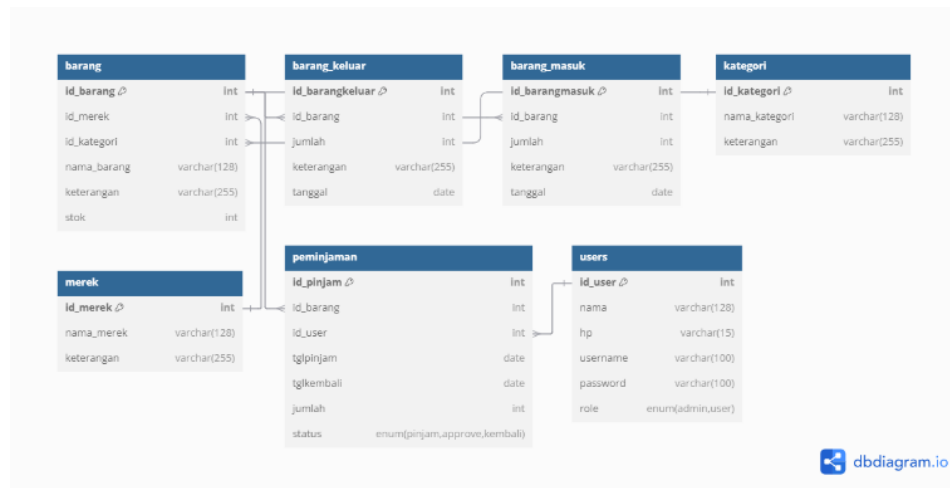 barang
id_barang int
id_merek int
id_kategori int
nama_barang varchar(128)
keterangan varchar(255)
stok int
barang_keluar
id_barangkeluar int
id_barang int
jumlah int
keterangan varchar(255)
tanggal date
barang_masuk
id_barangmasuk int
id_barang int
jumlah int
keterangan varchar(255)
tanggal date
kategori
id_kategori int
nama_kategori varchar(128)
keterangan varchar(255)
merek
id_merek int
nama_merek varchar(128)
keterangan varchar(255)
peminjaman
id_pinjam int
id_barang int
id_user int
tglpinjam date
tglkembali date
jumlah int
status enum(pinjam,approve,kembali)
users
id_user int
nama varchar(128)
hp varchar(15)
username varchar(100)
password varchar(100)
role enum(admin,user)
dbdiagram.io